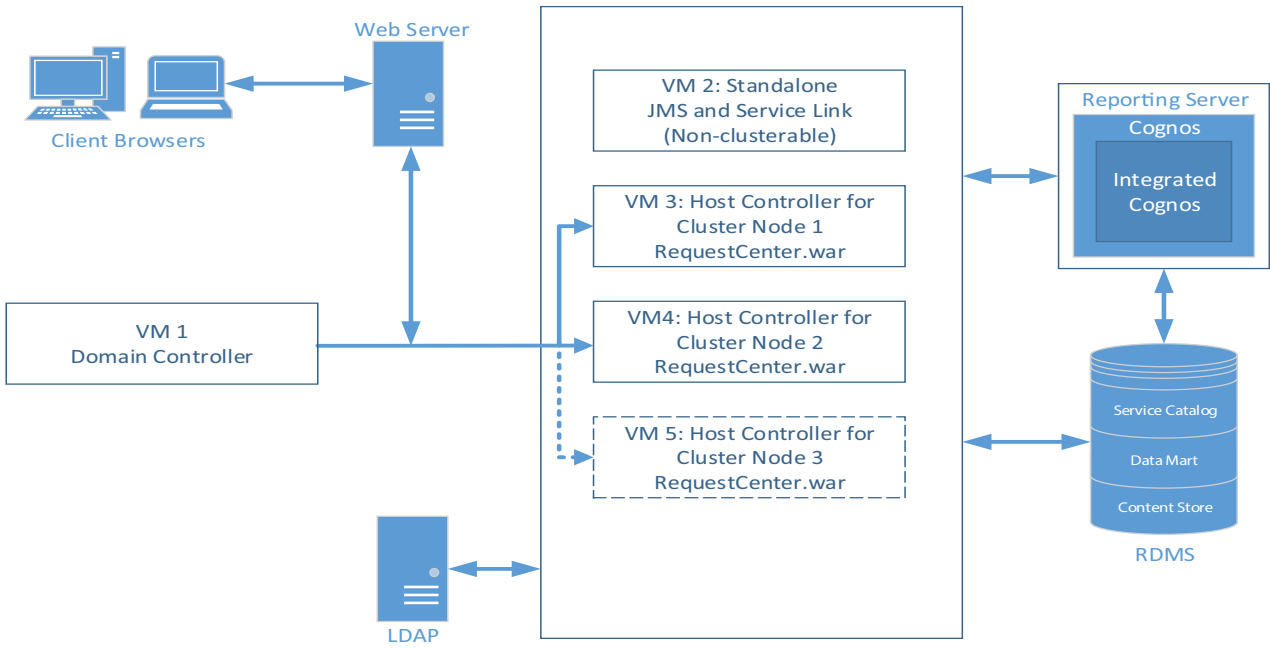 Web Server
Client Browsers
VM 2: Standalone
JMS and Service Link
(Non-clusterable)
VM 3: Host Controller for
Cluster Node 1
RequestCenter.war
VM 1
Domain Controller
VM4: Host Controller for
Cluster Node 2
RequestCenter.war
VM 5: Host Controller for
Cluster Node 3
RequestCenter.war
LDAP
Reporting Server
Cognos
Integrated
Cognos
Service Catalog
Data Mart
Content Store
RDMS